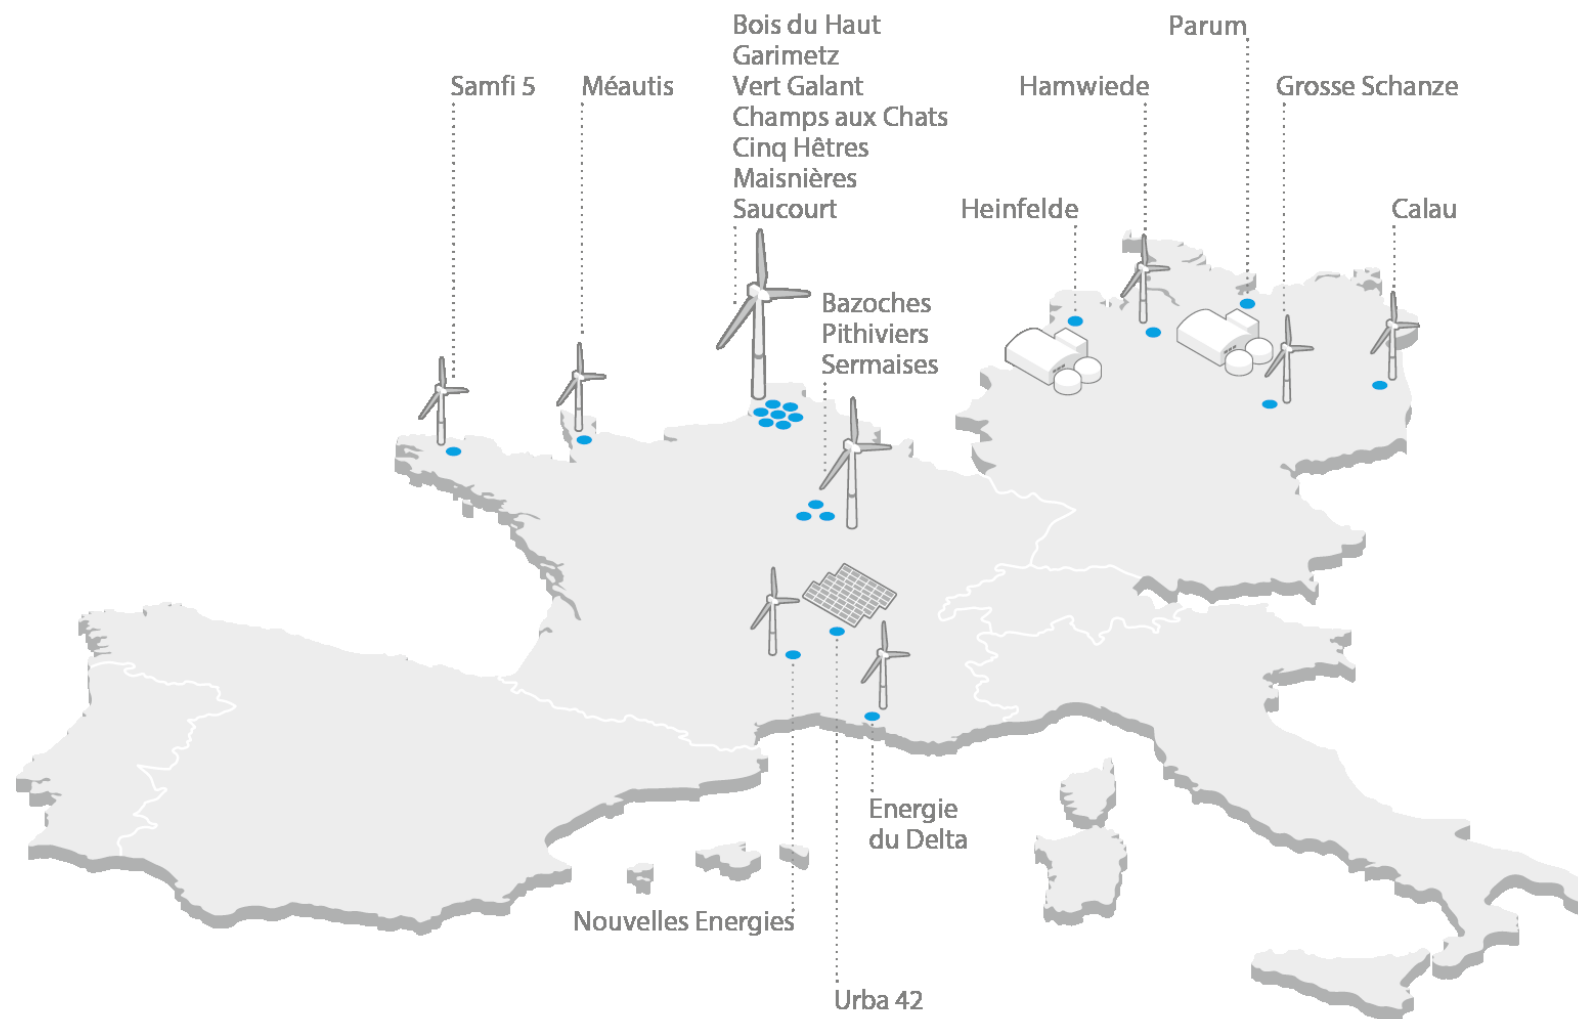 Bois du Haut
Garimetz
Vert Galant
Champs aux Chats
Cinq Hêtres
Maisnières
Saucourt
Parum
Samfi 5
Méautis
Hamwiede
Grosse Schanze
Heinfelde
Calau
Bazoches
Pithiviers
Sermaises
Energie
du Delta
Nouvelles Energies
Urba 42